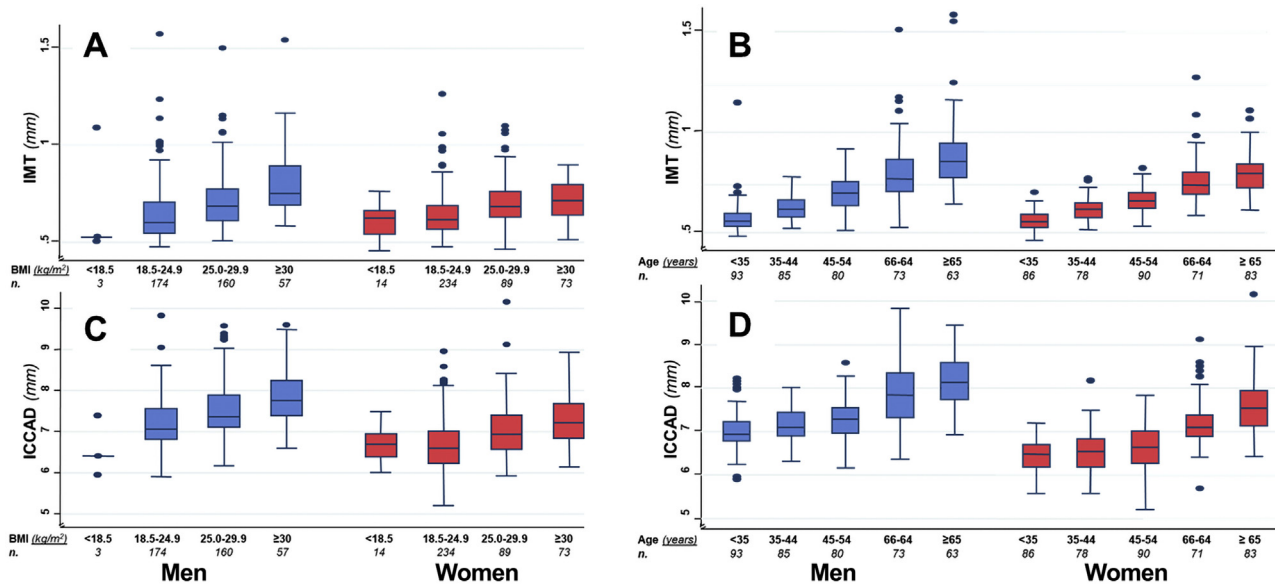 A
IMT (mm)
1.5
1
.5
BMI (kg/m²) <18.5 18.5-24.9 25.0-29.9 ≥30 <18.5 18.5-24.9 25.0-29.9 ≥30
n. 3 174 160 57 14 234 89 73
B
IMT (mm)
1.5
1
.5
Age (years) <35 35-44 45-54 66-64 ≥65 <35 35-44 45-54 66-64 ≥ 65
n. 93 85 80 73 63 86 78 90 71 83
C
ICCAD (mm)
10
9
8
7
6
5
BMI (kg/m²) <18.5 18.5-24.9 25.0-29.9 ≥30 <18.5 18.5-24.9 25.0-29.9 ≥30
n. 3 174 160 57 14 234 89 73
Men Women
D
ICCAD (mm)
10
9
8
7
6
5
Age (years) <35 35-44 45-54 66-64 ≥65 <35 35-44 45-54 66-64 ≥ 65
n. 93 85 80 73 63 86 78 90 71 83
Men Women